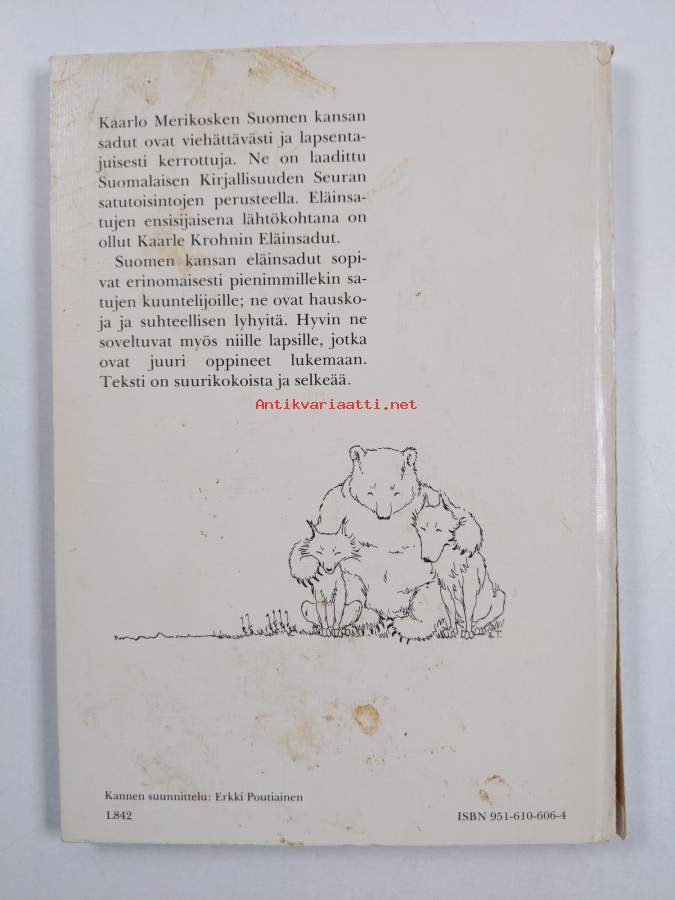 Kaarlo Merikosken Suomen kansan
sadut ovat viehättävästi ja lapsenta-
juisesti kerrottuja. Ne on laadittu
Suomalaisen Kirjallisuuden Seuran
satutoisintojen perusteella. Eläinsa-
tujen ensisijaisena lähtökohtana on
ollut Kaarle Krohnin Eläinsadut.
Suomen kansan eläinsadut sopi-
vat erinomaisesti pienimmillekin sa-
tujen kuuntelijoille; ne ovat hausko-
ja ja suhteellisen lyhyitä. Hyvin ne
soveltuvat myös niille lapsille, jotka
ovat juuri oppineet lukemaan.
Teksti on suurikokoista ja selkeää.
Antikvariaatti.net
E.T.
Kannen suunnittelu: Erkki Poutiainen
L842
ISBN 951-610-606-4